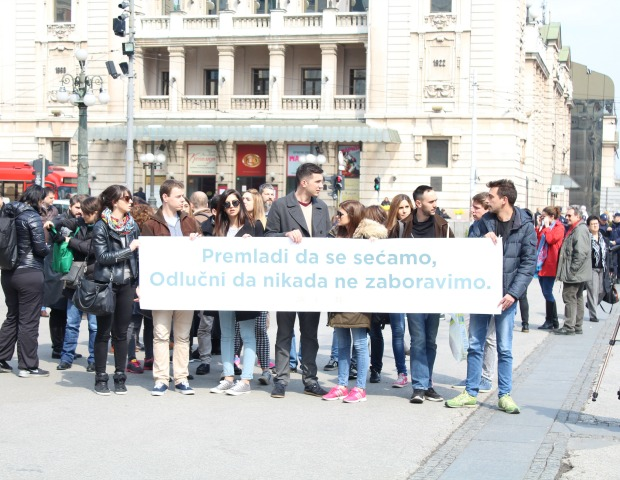 Premladi da se sećamo,
Odlučni da nikada ne zaboravimo.